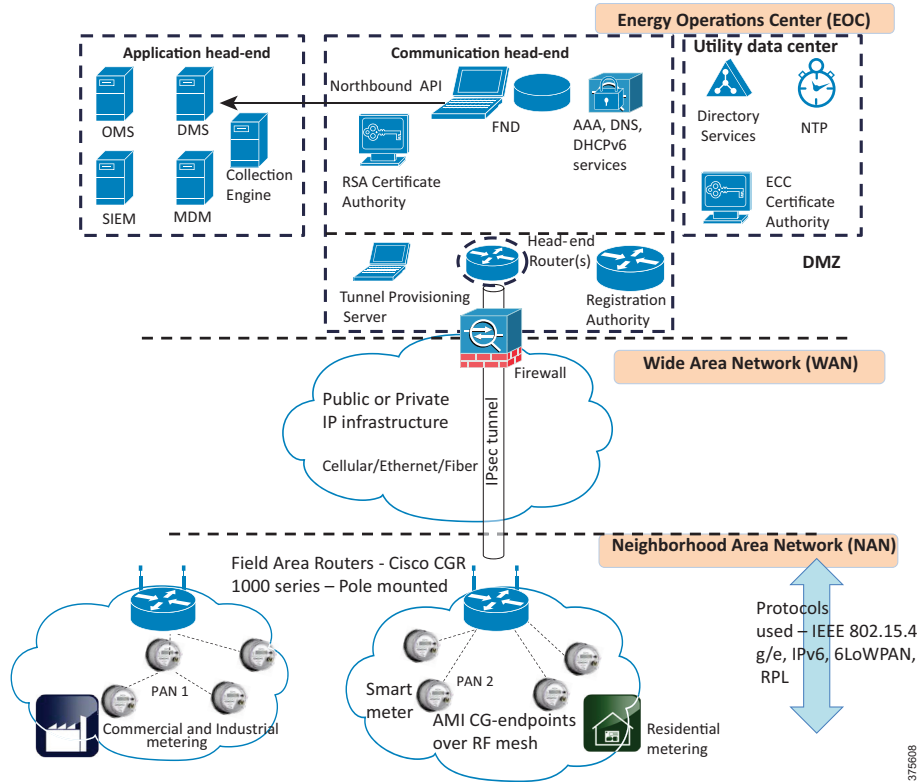 Energy Operations Center (EOC)
Application head-end
OMS
DMS
Collection
Engine
SIEM
MDM
Communication head-end
Northbound API
FND
AAA, DNS,
DHCPv6
services
RSA Certificate
Authority
Utility data center
Directory
Services
NTP
ECC
Certificate
Authority
Tunnel Provisioning
Server
Head-end
Router(s)
Registration
Authority
DMZ
Firewall
Wide Area Network (WAN)
Public or Private
IP infrastructure
Cellular/Ethernet/Fiber
IPsec tunnel
Neighborhood Area Network (NAN)
Field Area Routers - Cisco CGR
1000 series – Pole mounted
PAN 1
Commercial and Industrial
metering
Smart
meter
PAN 2
AMI CG-endpoints
over RF mesh
Residential
metering
Protocols
used – IEEE 802.15.4
g/e, IPv6, 6LoWPAN,
RPL
375608